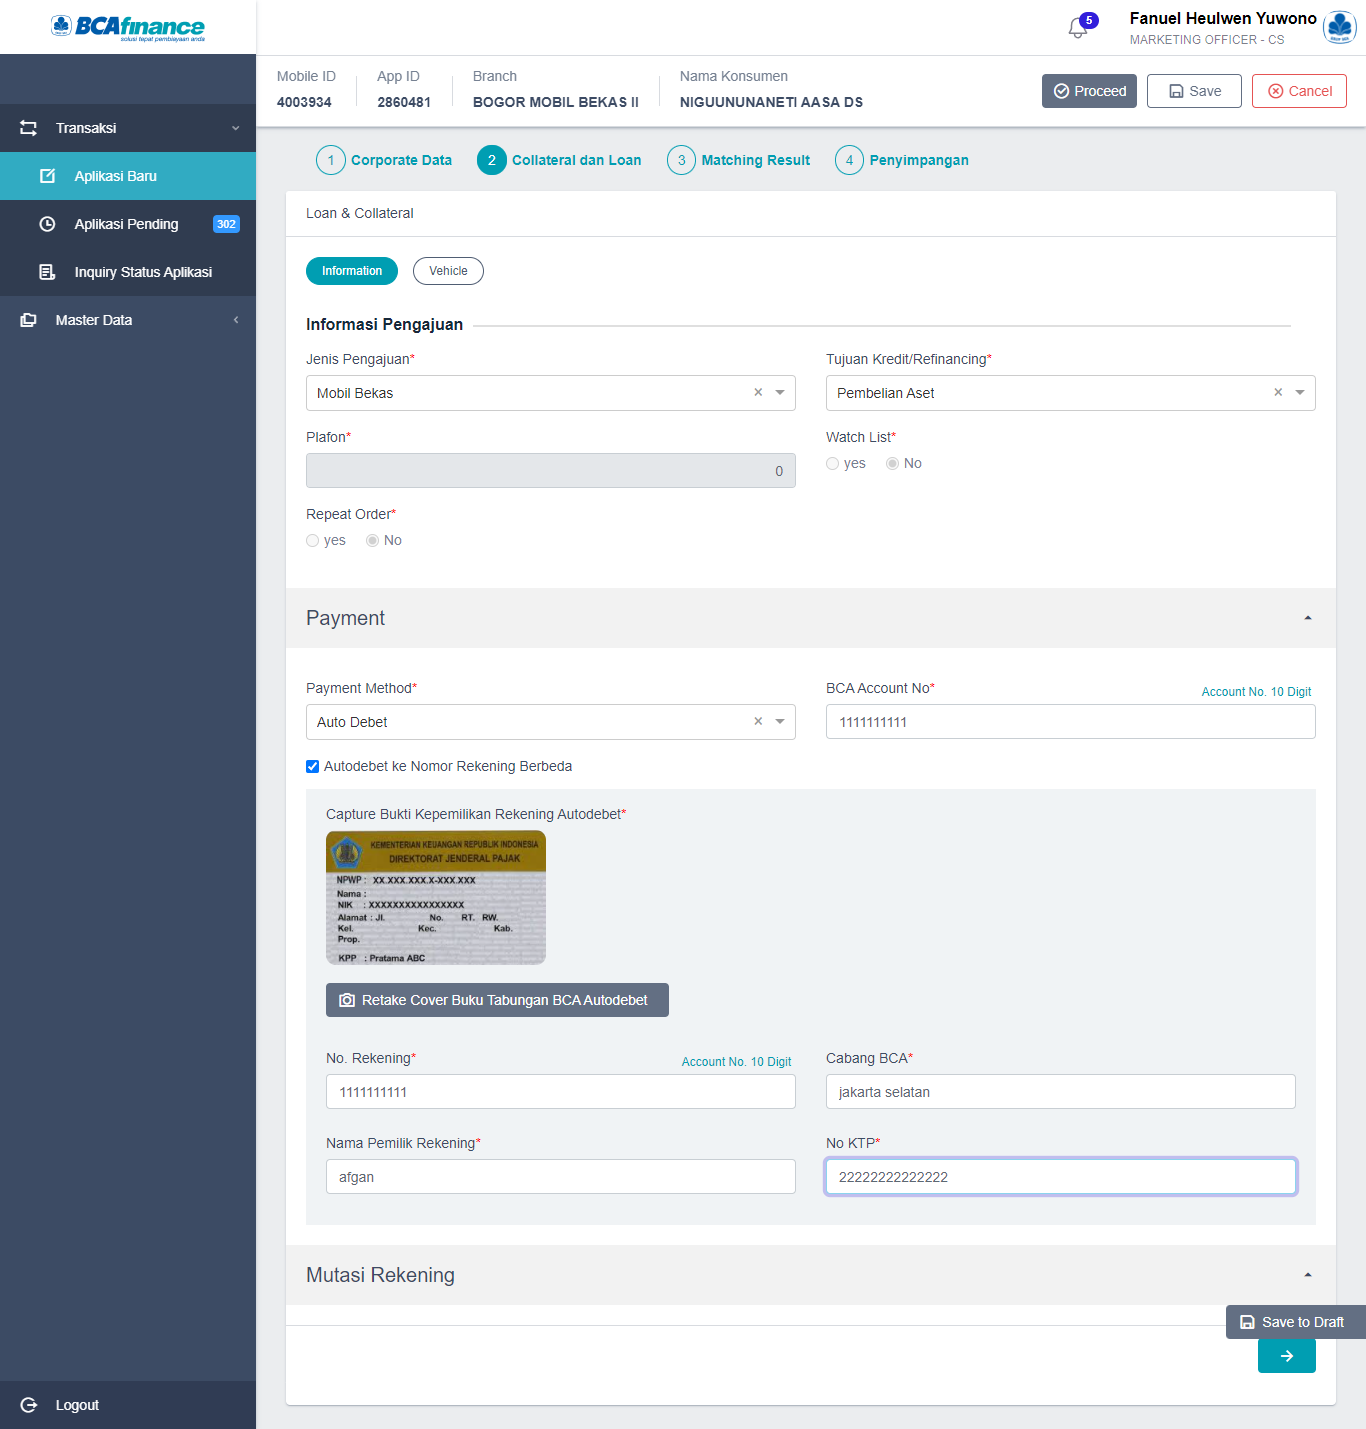 BCAfinance
solusi tepat pembiayaan anda
5
Fanuel Heulwen Yuwono
MARKETING OFFICER - CS
Mobile ID
4003934
App ID
2860481
Branch
BOGOR MOBIL BEKAS II
Nama Konsumen
NIGUUNUNANETI AASA DS
Proceed
Save
Cancel
Transaksi
Aplikasi Baru
Aplikasi Pending
302
Inquiry Status Aplikasi
Master Data
Logout
1 Corporate Data
2 Collateral dan Loan
3 Matching Result
4 Penyimpangan
Loan & Collateral
Information
Vehicle
Informasi Pengajuan
Jenis Pengajuan*
Mobil Bekas
×
Tujuan Kredit/Refinancing*
Pembelian Aset
×
Plafon*
0
Watch List*
yes
No
Repeat Order*
yes
No
Payment
Payment Method*
Auto Debet
×
BCA Account No*
Account No. 10 Digit
1111111111
Autodebet ke Nomor Rekening Berbeda
Capture Bukti Kepemilikan Rekening Autodebet*
KEMENTERIAN KEUANGAN REPUBLIK INDONESIA
DIREKTORAT JENDERAL PAJAK
NPWP : XX.XXX.XXX.X-XXX.XXX
Nama :
NIK : XXXXXXXXXXXXXXXX
Alamat : Jl. No. RT. RW.
Kel. Kec. Kab.
Prop.
KPP : Pratama ABC
Retake Cover Buku Tabungan BCA Autodebet
No. Rekening*
Account No. 10 Digit
1111111111
Cabang BCA*
jakarta selatan
Nama Pemilik Rekening*
afgan
No KTP*
22222222222222
Mutasi Rekening
Save to Draft